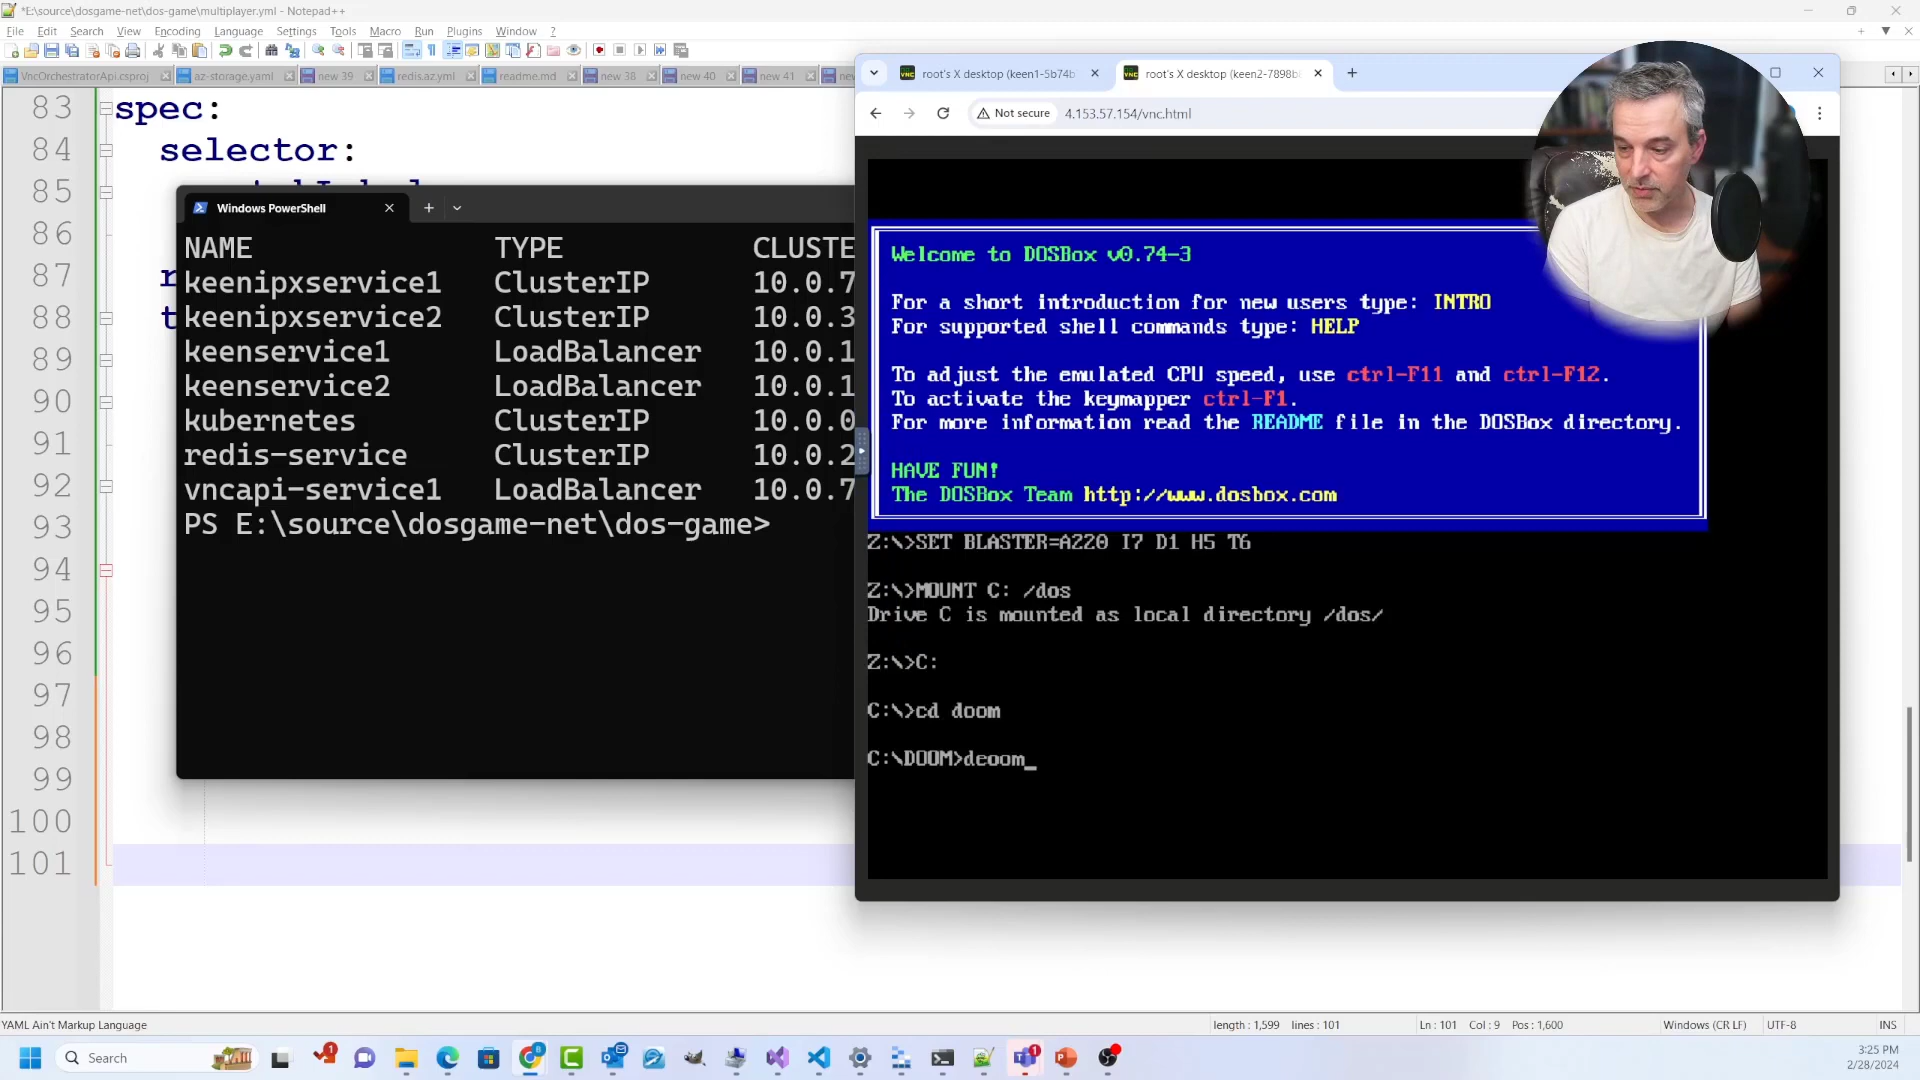 *E:\source\dosgame-net\dos-game\multiplayer.yml - Notepad++
File Edit Search View Encoding Language Settings Tools Macro Run Plugins Window ?
VncOrchestratorApi.csproj az-storage.yaml new 39 redis.az.yml readme.md new 38 new 40 new 41
83 spec:
84 selector:
85
86
87
88
89
90
91
92
93
94
95
96
97
98
99
100
101
Windows PowerShell
NAME TYPE CLUSTE
keenipxservice1 ClusterIP 10.0.7
keenipxservice2 ClusterIP 10.0.3
keenservice1 LoadBalancer 10.0.1
keenservice2 LoadBalancer 10.0.1
kubernetes ClusterIP 10.0.0
redis-service ClusterIP 10.0.2
vncapi-service1 LoadBalancer 10.0.7
PS E:\source\dosgame-net\dos-game>
root's X desktop (keen1-5b74b
root's X desktop (keen2-7898b
Not secure 4.153.57.154/vnc.html
Welcome to DOSBox v0.74-3
For a short introduction for new users type: INTRO
For supported shell commands type: HELP
To adjust the emulated CPU speed, use ctrl-F11 and ctrl-F12.
To activate the keymapper ctrl-F1.
For more information read the README file in the DOSBox directory.
HAVE FUN!
The DOSBox Team http://www.dosbox.com
Z:\>SET BLASTER=A220 I7 D1 H5 T6
Z:\>MOUNT C: /dos
Drive C is mounted as local directory /dos/
Z:\>C:
C:\>cd doom
C:\DOOM>deoom_
YAML Ain't Markup Language
length : 1,599 lines : 101
Ln : 101 Col : 9 Pos : 1,600
Windows (CR LF)
UTF-8
INS
Search
3:25 PM
2/28/2024